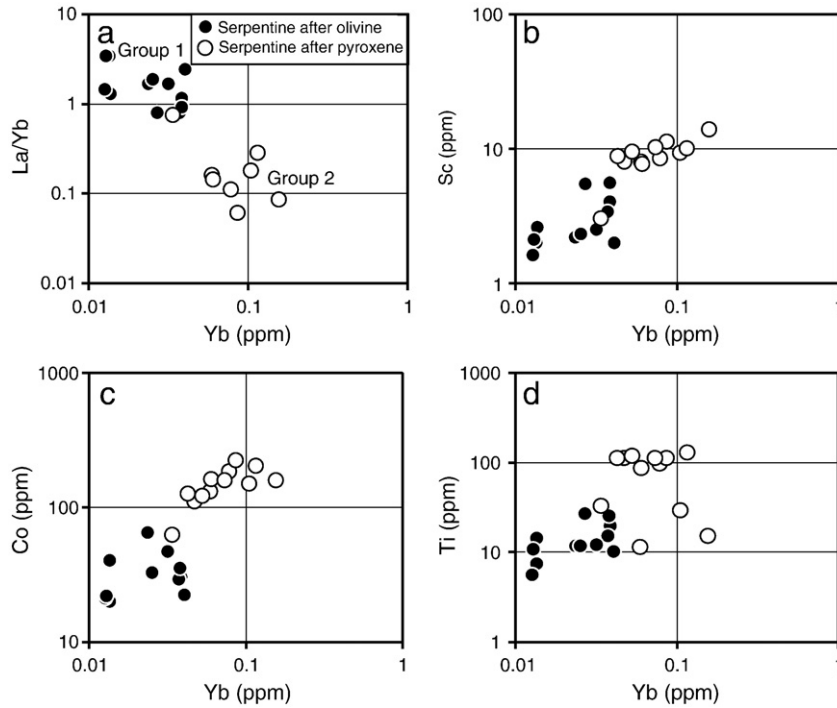 a
Group 1
Serpentine after olivine
Serpentine after pyroxene
Group 2
10
1
0.1
0.01
La/Yb
0.01
0.1
1
Yb (ppm)
b
100
10
1
Sc (ppm)
0.01
0.1
1
Yb (ppm)
c
1000
100
10
Co (ppm)
0.01
0.1
1
Yb (ppm)
d
1000
100
10
1
Ti (ppm)
0.01
0.1
1
Yb (ppm)